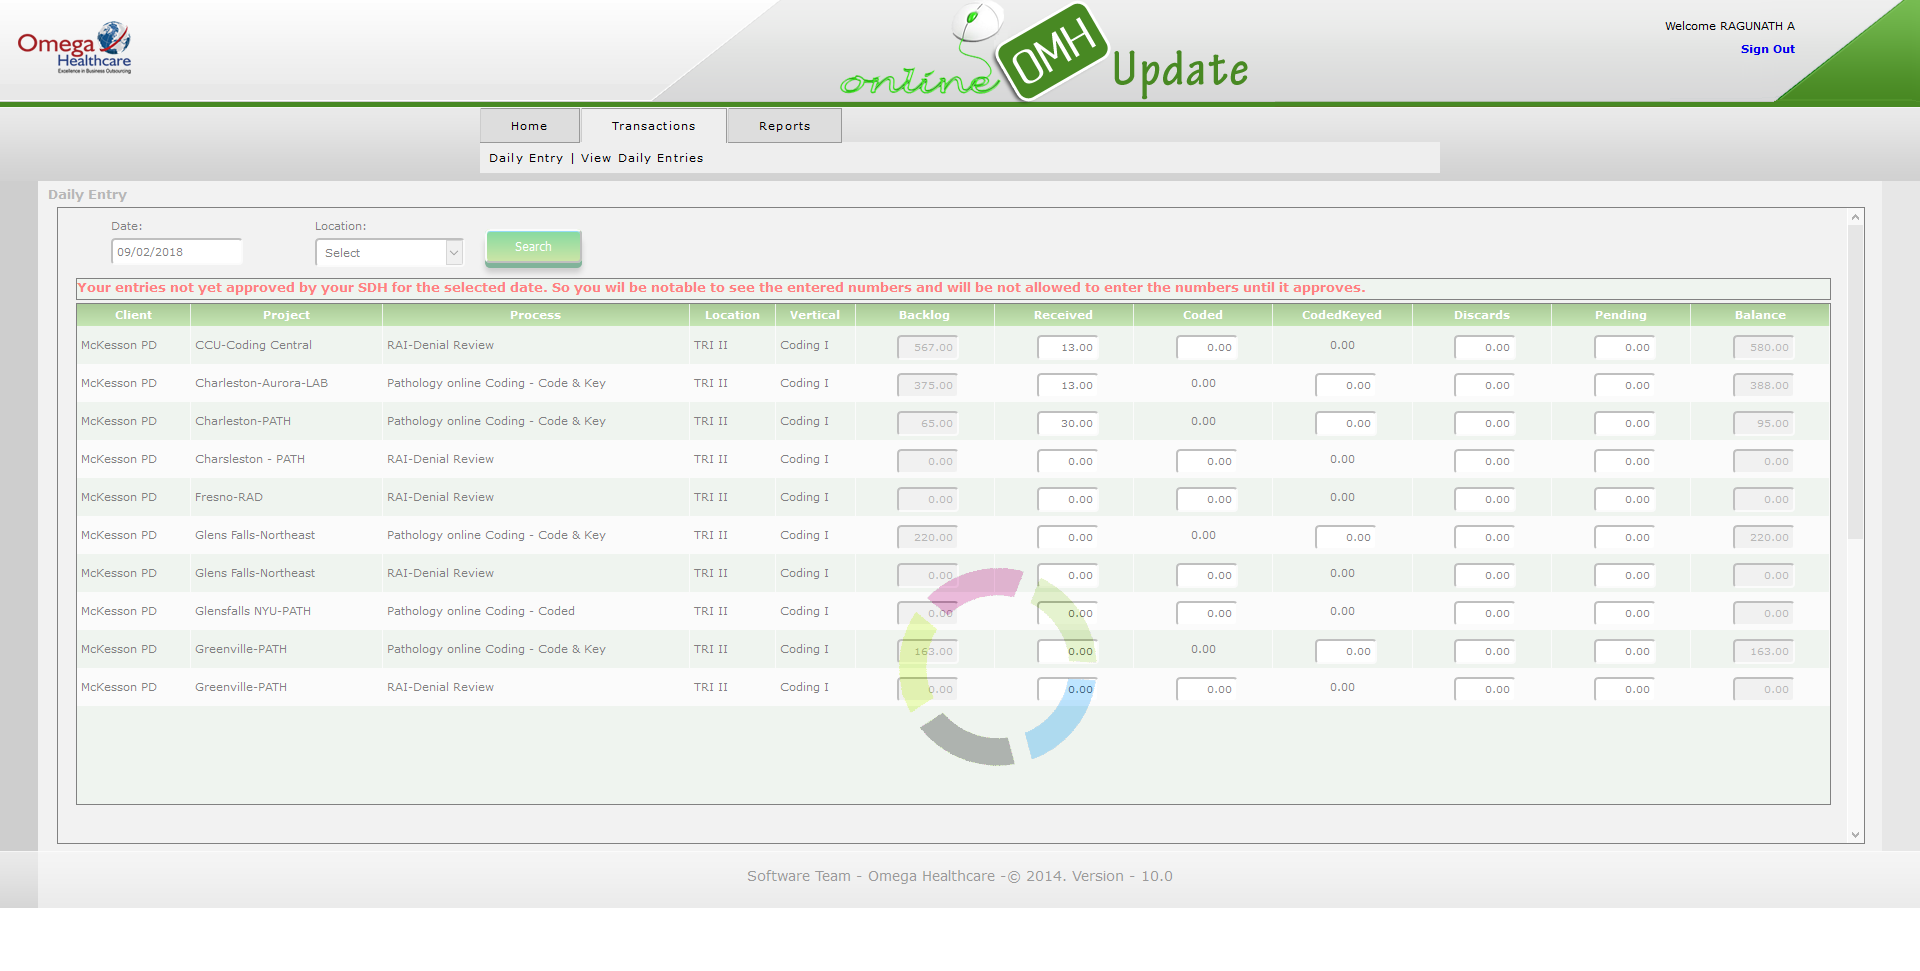 Omega
Healthcare
Excellence in Business Outsourcing
online OMH Update
Welcome RAGUNATH A
Sign Out
Home Transactions Reports
Daily Entry | View Daily Entries
Daily Entry
Date: Location:
09/02/2018 Select Search
Your entries not yet approved by your SDH for the selected date. So you wil be notable to see the entered numbers and will be not allowed to enter the numbers until it approves.
Client Project Process Location Vertical Backlog Received Coded CodedKeyed Discards Pending Balance
McKesson PD CCU-Coding Central RAI-Denial Review TRI II Coding I 567.00 13.00 0.00 0.00 0.00 0.00 580.00
McKesson PD Charleston-Aurora-LAB Pathology online Coding - Code & Key TRI II Coding I 375.00 13.00 0.00 0.00 0.00 0.00 388.00
McKesson PD Charleston-PATH Pathology online Coding - Code & Key TRI II Coding I 65.00 30.00 0.00 0.00 0.00 0.00 95.00
McKesson PD Charsleston - PATH RAI-Denial Review TRI II Coding I 0.00 0.00 0.00 0.00 0.00 0.00 0.00
McKesson PD Fresno-RAD RAI-Denial Review TRI II Coding I 0.00 0.00 0.00 0.00 0.00 0.00 0.00
McKesson PD Glens Falls-Northeast Pathology online Coding - Code & Key TRI II Coding I 220.00 0.00 0.00 0.00 0.00 0.00 220.00
McKesson PD Glens Falls-Northeast RAI-Denial Review TRI II Coding I 0.00 0.00 0.00 0.00 0.00 0.00 0.00
McKesson PD Glensfalls NYU-PATH Pathology online Coding - Coded TRI II Coding I 0.00 0.00 0.00 0.00 0.00 0.00 0.00
McKesson PD Greenville-PATH Pathology online Coding - Code & Key TRI II Coding I 163.00 0.00 0.00 0.00 0.00 0.00 163.00
McKesson PD Greenville-PATH RAI-Denial Review TRI II Coding I 0.00 0.00 0.00 0.00 0.00 0.00 0.00
Software Team - Omega Healthcare -© 2014. Version - 10.0